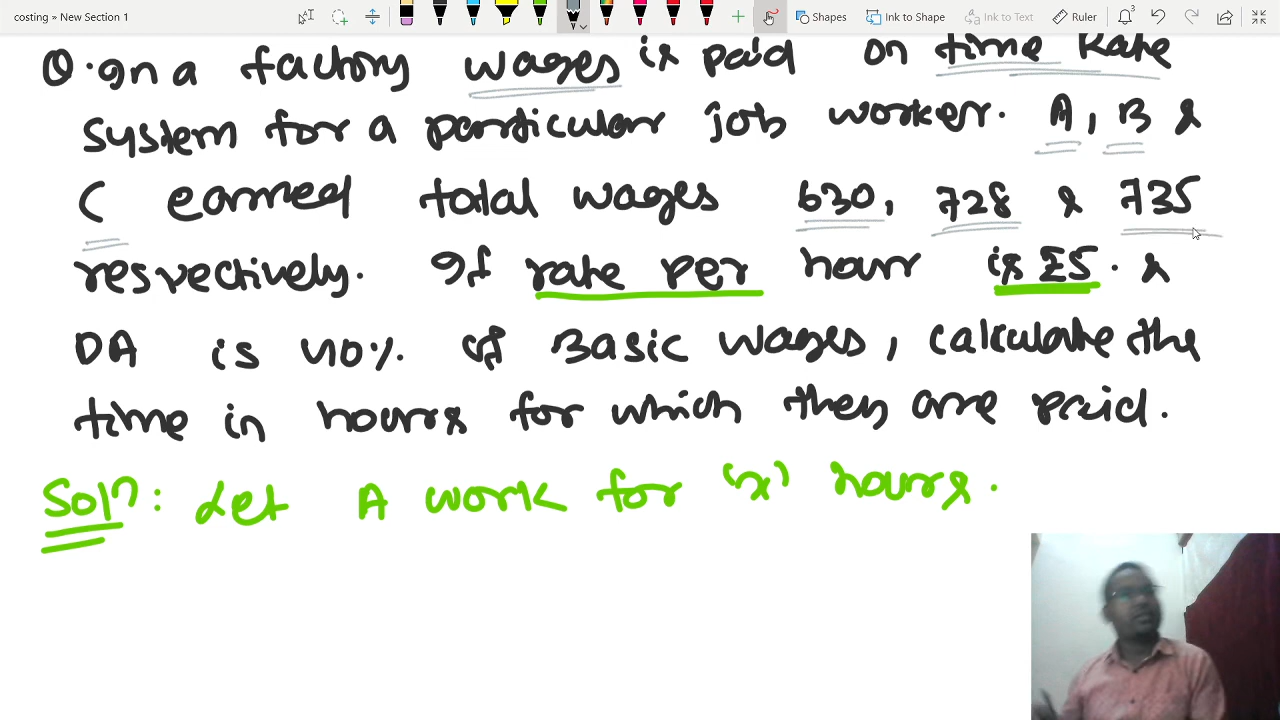 costing » New Section 1
Shapes Ink to Shape Ink to Text Ruler
Q. In a factory wages is paid on time Rate
system for a particular job worker. A, B &
C earned total wages 630, 728 & 735
respectively. If rate per hour is ₹5. &
DA is 40% of Basic wages, calculate the
time in hours for which they are paid.
Solⁿ: Let A work for 'x' hours.